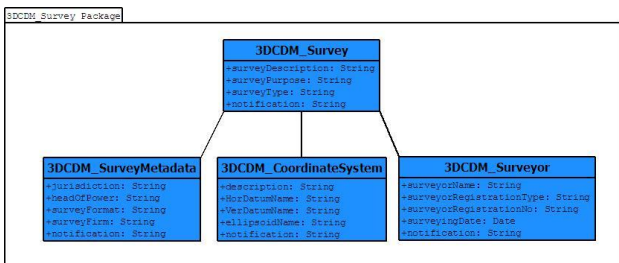 3DCDM_Survey Package
3DCDM_Survey
+surveyDescription: String
+surveyPurpose: String
+surveyType: String
+notification: String
3DCDM_SurveyMetadata
+jurisdiction: String
+headOfPower: String
+surveyFormat: String
+surveyFirm: String
+notification: String
3DCDM_CoordinateSystem
+description: String
+HorDatumName: String
+VerDatumName: String
+ellipsoidName: String
+notification: String
3DCDM_Surveyor
+surveyorName: String
+surveyorRegistrationType: String
+surveyorRegistrationNo: String
+surveyingDate: Date
+notification: String